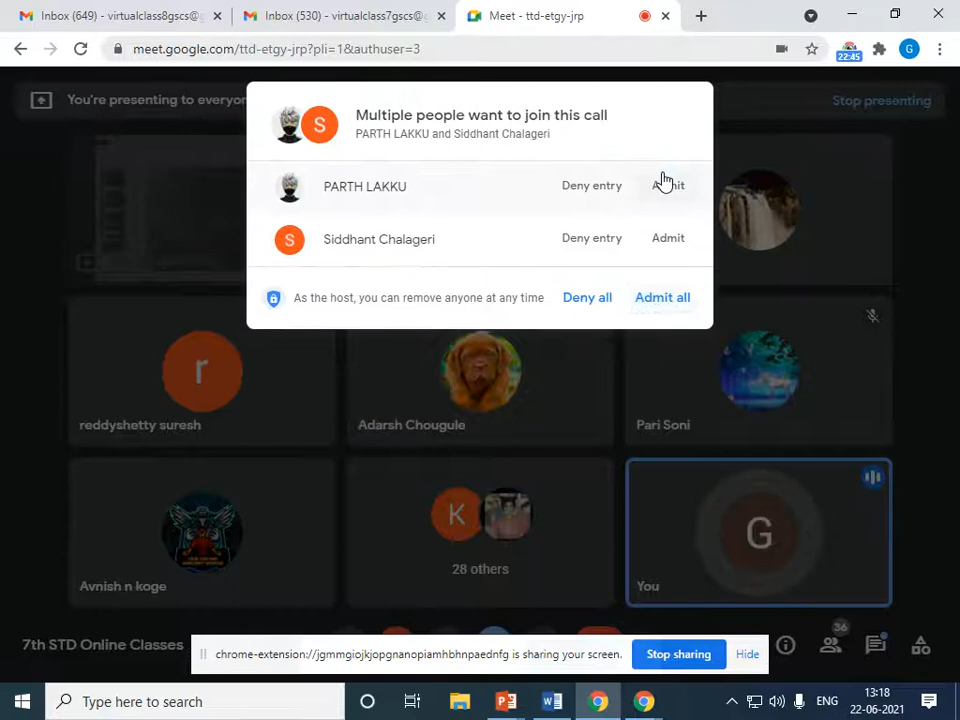 Inbox (649) - virtualclass8gscs@g
Inbox (530) - virtualclass7gscs@g
Meet - ttd-etgy-jrp
meet.google.com/ttd-etgy-jrp?pli=1&authuser=3
G
22:45
You're presenting to everyon
Stop presenting
S
Multiple people want to join this call
PARTH LAKKU and Siddhant Chalageri
PARTH LAKKU
Deny entry
Admit
S
Siddhant Chalageri
Deny entry
Admit
As the host, you can remove anyone at any time
Deny all
Admit all
r
reddyshetty suresh
Adarsh Chougule
Pari Soni
Avnish n koge
K
28 others
G
You
7th STD Online Classes
chrome-extension://jgmmgiojkjopgnanopiamhbhnpaednfg is sharing your screen.
Stop sharing
Hide
36
Type here to search
ENG
13:18
22-06-2021